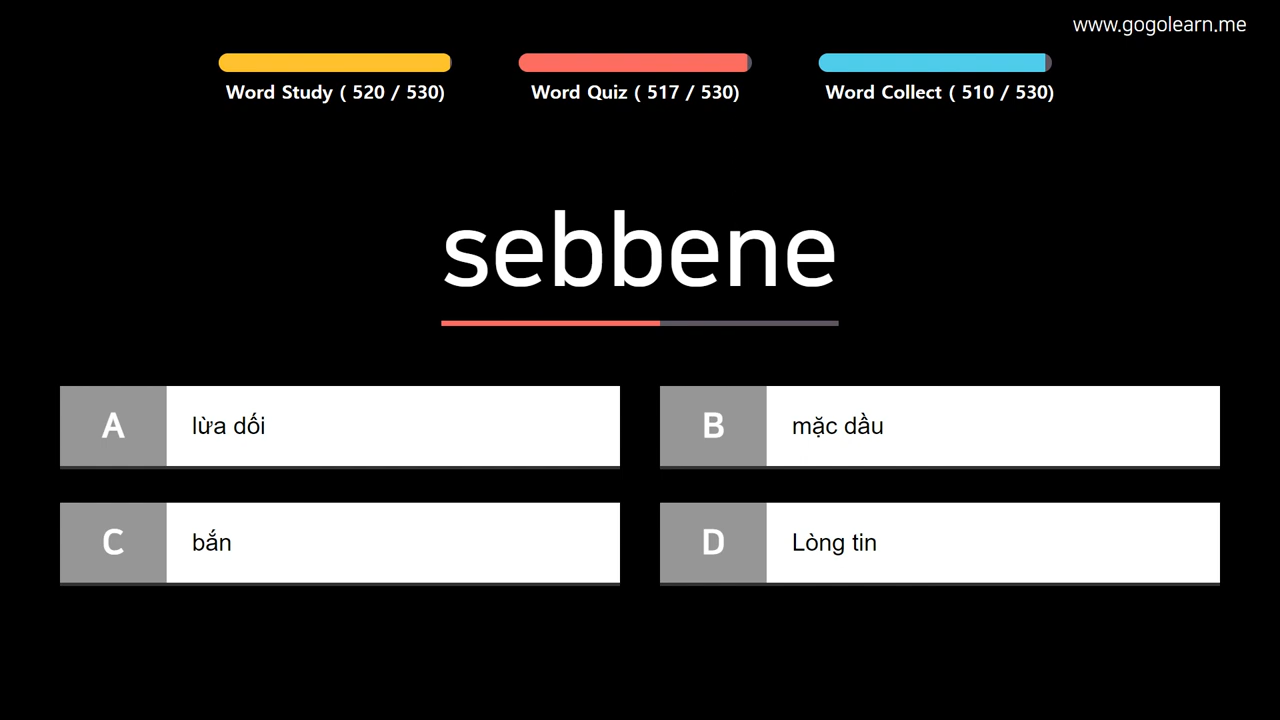 www.gogolearn.me
Word Study ( 520 / 530)
Word Quiz ( 517 / 530)
Word Collect ( 510 / 530)
sebbene
A lừa dối
B mặc dầu
C bắn
D Lòng tin